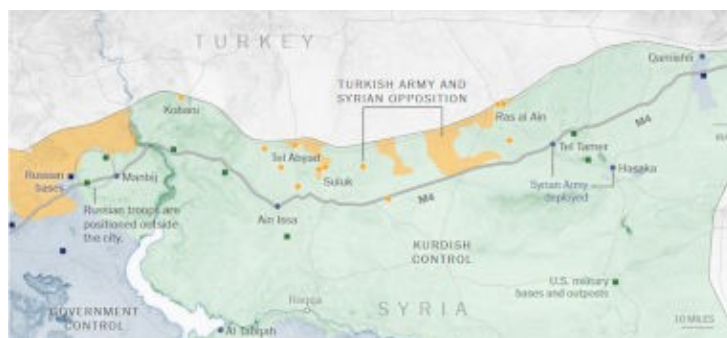 TURKEY
Qamishli
TURKISH ARMY AND
SYRIAN OPPOSITION
Kobani
Ras al Ain
M4
Tel Abyad
Tel Tamer
Russian
bases
Manbij
Suluk
Hasaka
Syrian Army
deployed
Russian troops are
positioned outside
the city.
Ain Issa
M4
KURDISH
CONTROL
U.S. military
bases and outposts
Raqqa
GOVERNMENT
CONTROL
SYRIA
10 MILES
Al Tabqah